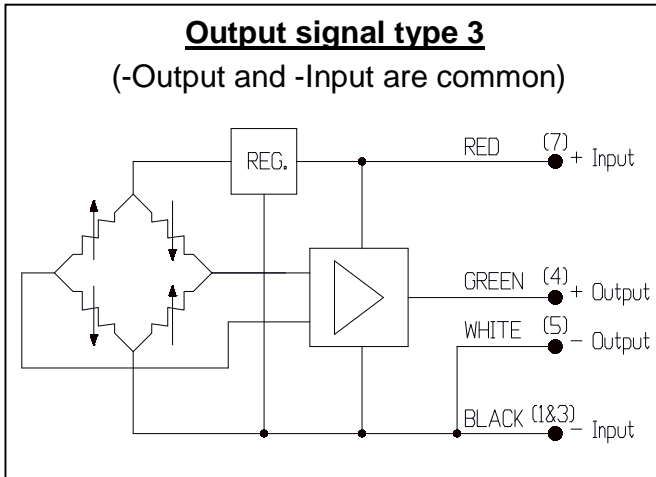 Output signal type 3
(-Output and -Input are common)
REG.
RED (7) + Input
GREEN (4) + Output
WHITE (5) - Output
BLACK (1&3) - Input